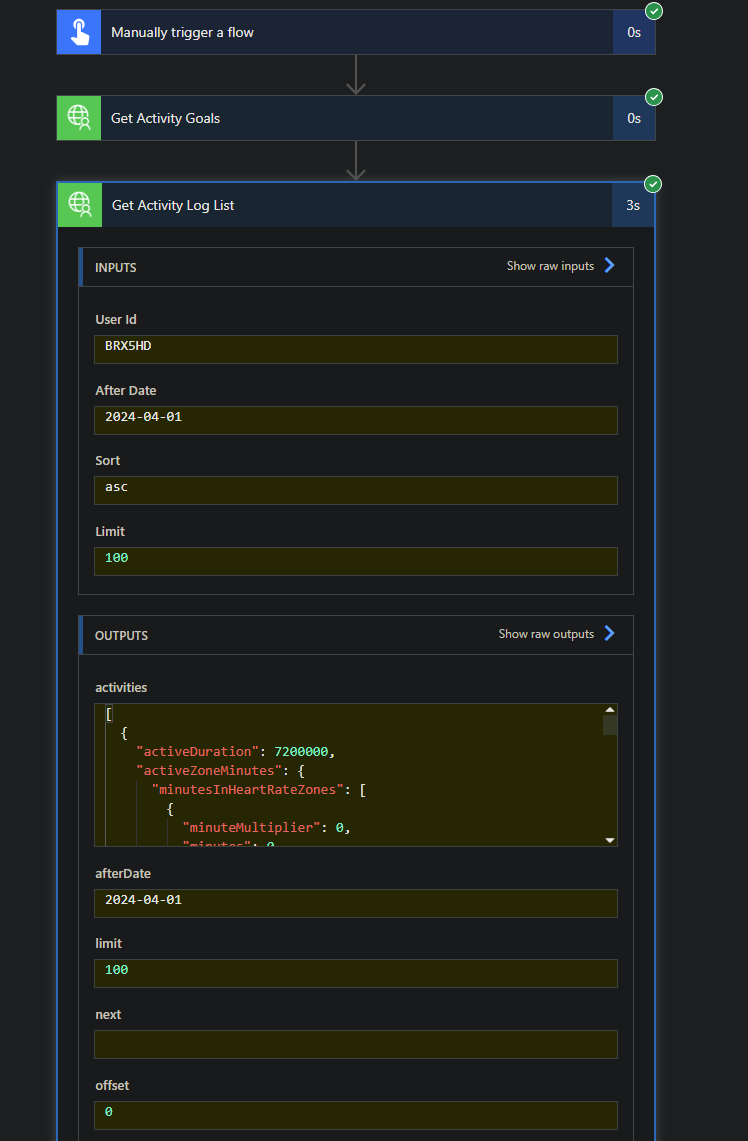 Manually trigger a flow
0s
Get Activity Goals
0s
Get Activity Log List
3s
INPUTS
Show raw inputs
User Id
BRX5HD
After Date
2024-04-01
Sort
asc
Limit
100
OUTPUTS
Show raw outputs
activities
[
{
"activeDuration": 7200000,
"activeZoneMinutes": {
"minutesInHeartRateZones": [
{
"minuteMultiplier": 0,
"minutes": 0
afterDate
2024-04-01
limit
100
next
offset
0